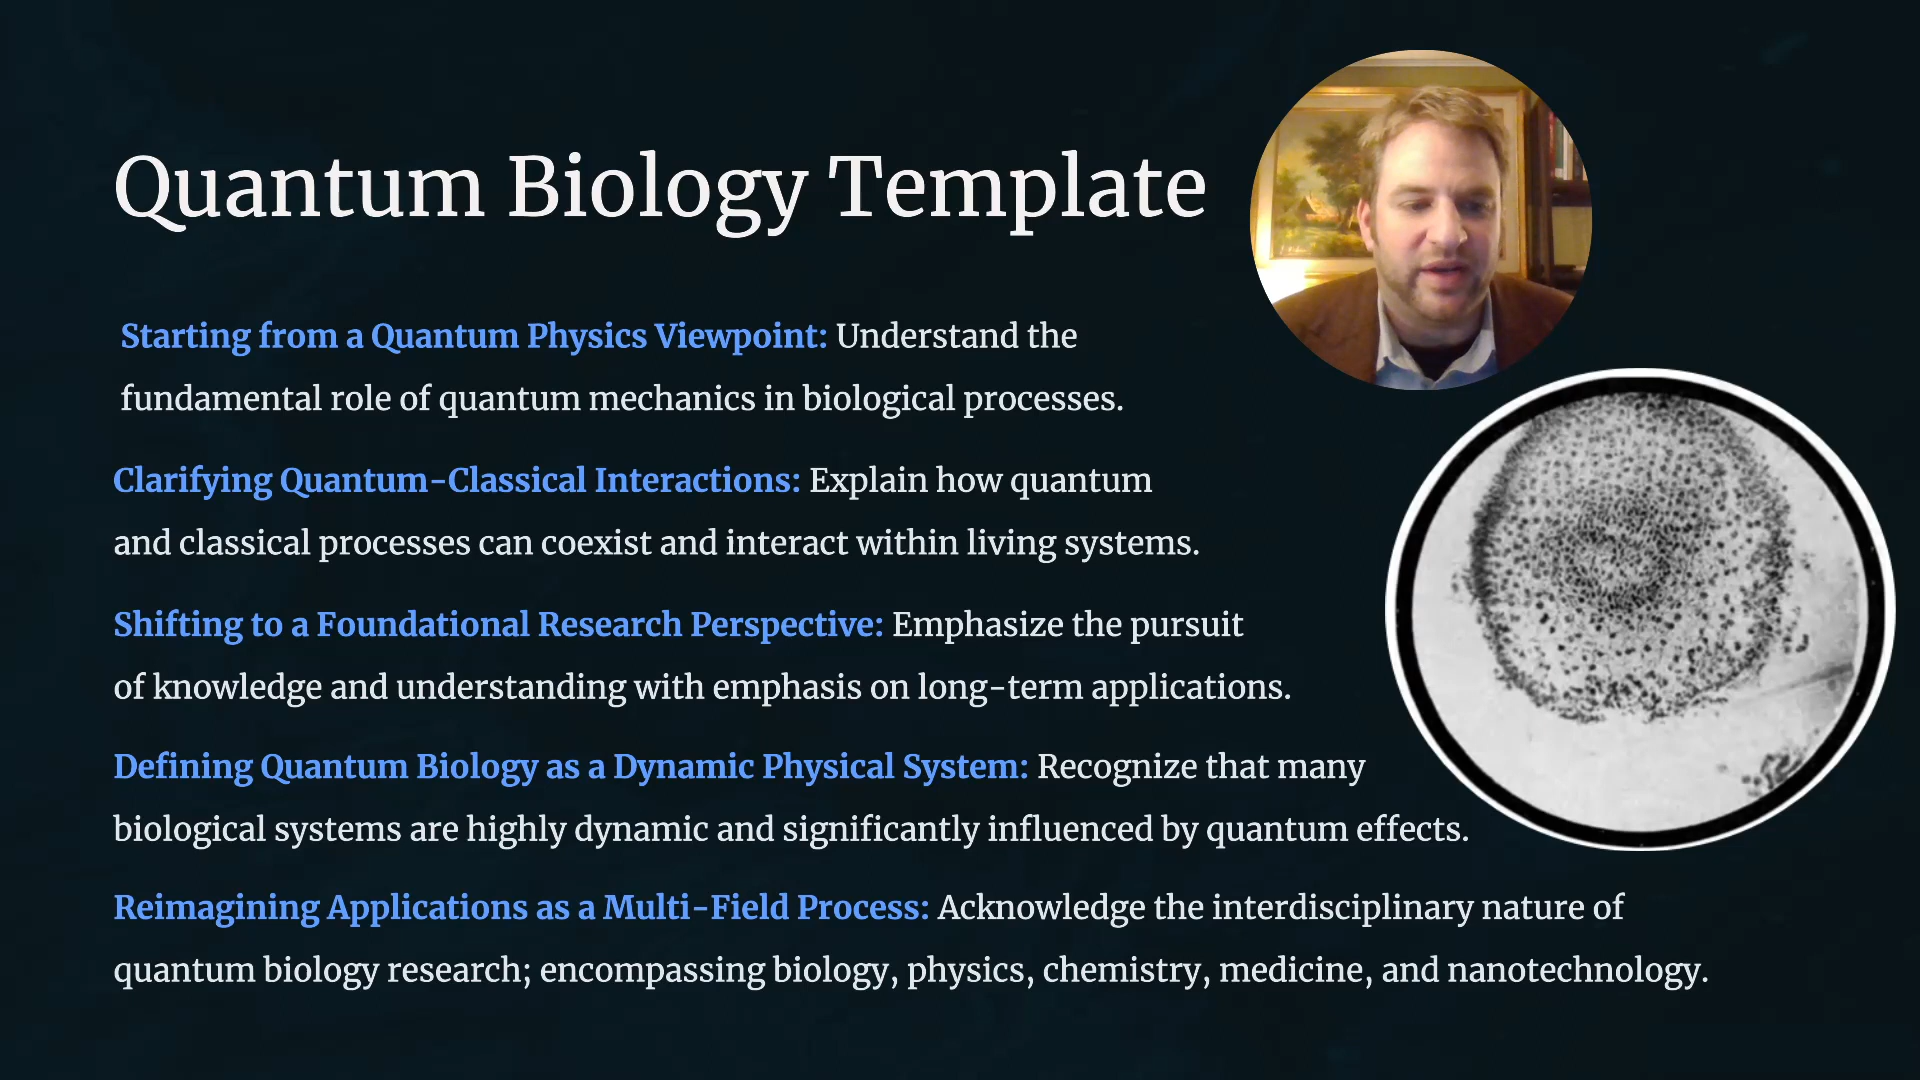 Quantum Biology Template
Starting from a Quantum Physics Viewpoint: Understand the
fundamental role of quantum mechanics in biological processes.
Clarifying Quantum-Classical Interactions: Explain how quantum
and classical processes can coexist and interact within living systems.
Shifting to a Foundational Research Perspective: Emphasize the pursuit
of knowledge and understanding with emphasis on long-term applications.
Defining Quantum Biology as a Dynamic Physical System: Recognize that many
biological systems are highly dynamic and significantly influenced by quantum effects.
Reimagining Applications as a Multi-Field Process: Acknowledge the interdisciplinary nature of
quantum biology research; encompassing biology, physics, chemistry, medicine, and nanotechnology.